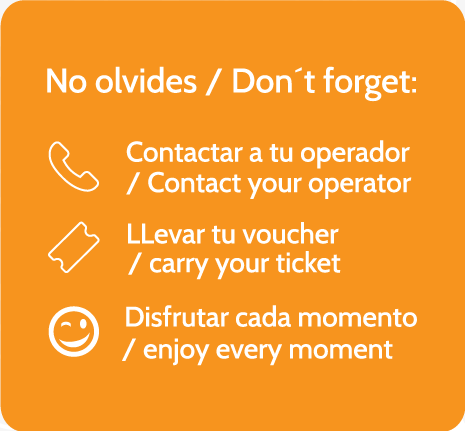 No olvides / Don´t forget:
Contactar a tu operador
/ Contact your operator
LLevar tu voucher
/ carry your ticket
Disfrutar cada momento
/ enjoy every moment